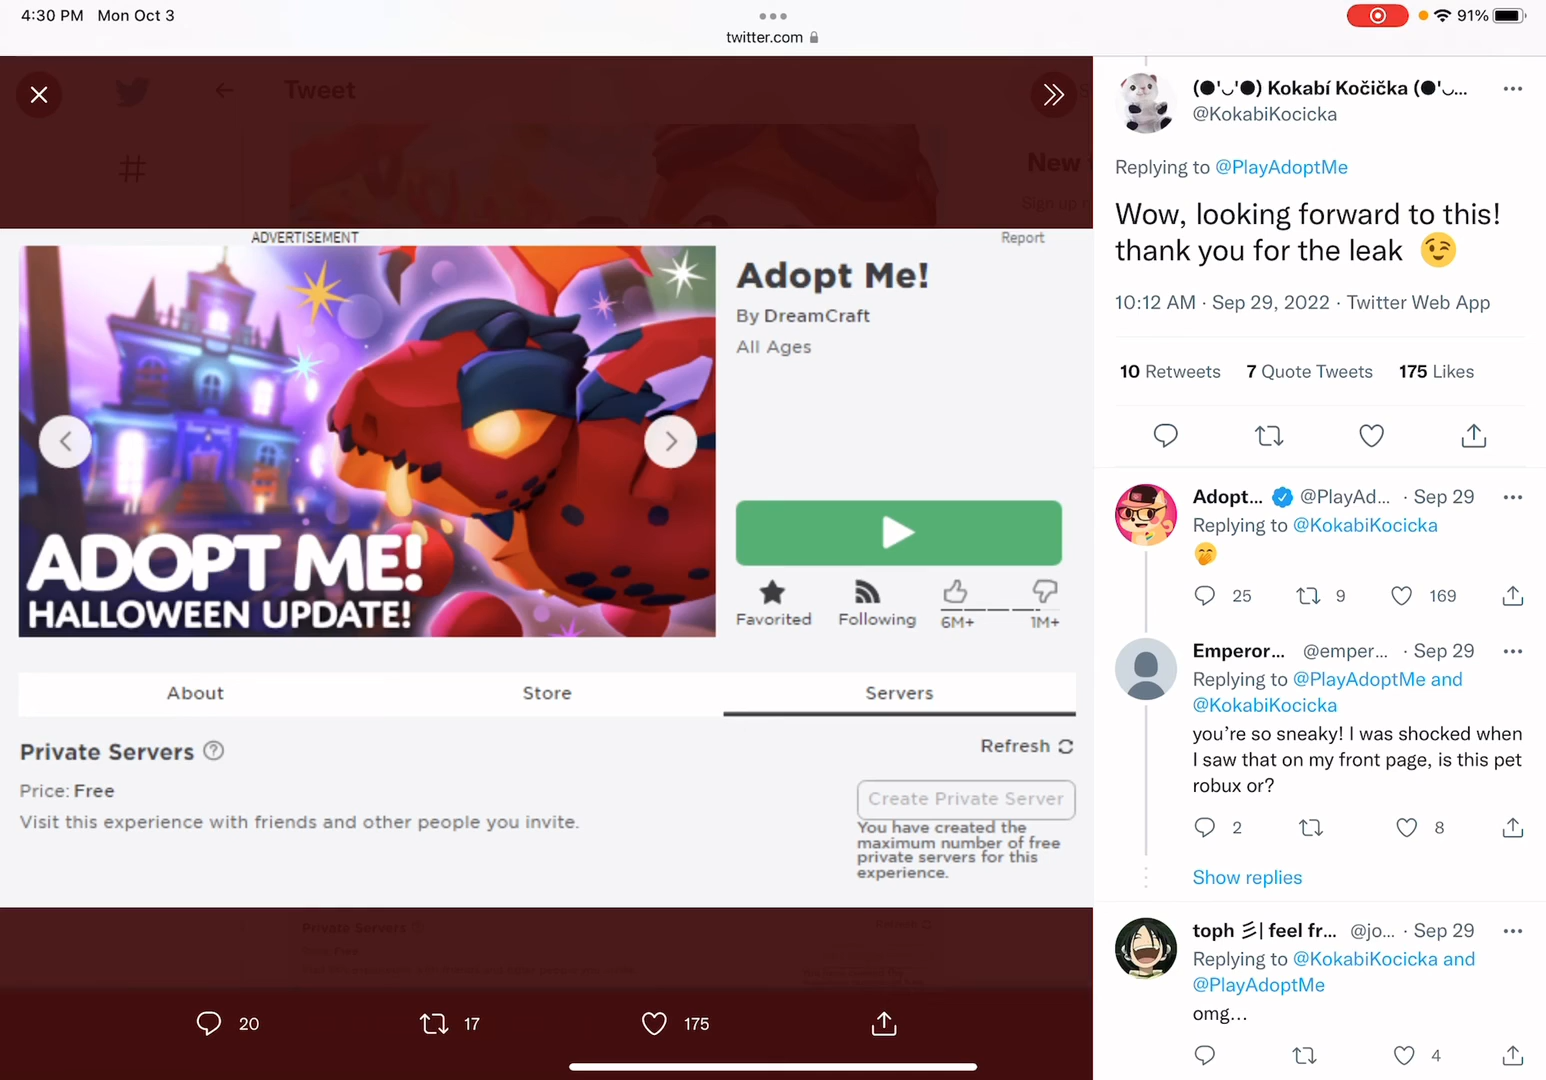 4:30 PM Mon Oct 3
twitter.com
91%
Tweet
New
Sign up
ADVERTISEMENT
Report
ADOPT ME!
HALLOWEEN UPDATE!
Adopt Me!
By DreamCraft
All Ages
Favorited
Following
6M+
1M+
About
Store
Servers
Private Servers
Refresh
Price: Free
Create Private Server
Visit this experience with friends and other people you invite.
You have created the
maximum number of free
private servers for this
experience.
Private Servers
20
17
175
(●'◡'●) Kokabí Kočička (●'◡...
@KokabiKocicka
Replying to @PlayAdoptMe
Wow, looking forward to this!
thank you for the leak 😉
10:12 AM · Sep 29, 2022 · Twitter Web App
10 Retweets 7 Quote Tweets 175 Likes
Adopt... @PlayAd... · Sep 29
Replying to @KokabiKocicka
🤭
25 9 169
Emperor... @emper... · Sep 29
Replying to @PlayAdoptMe and
@KokabiKocicka
you’re so sneaky! I was shocked when
I saw that on my front page, is this pet
robux or?
2 8
Show replies
toph 彡| feel fr... @jo... · Sep 29
Replying to @KokabiKocicka and
@PlayAdoptMe
omg...
4